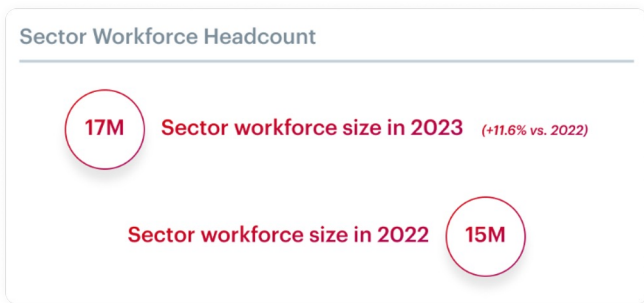 Sector Workforce Headcount
17M Sector workforce size in 2023 (+11.6% vs. 2022)
Sector workforce size in 2022 15M